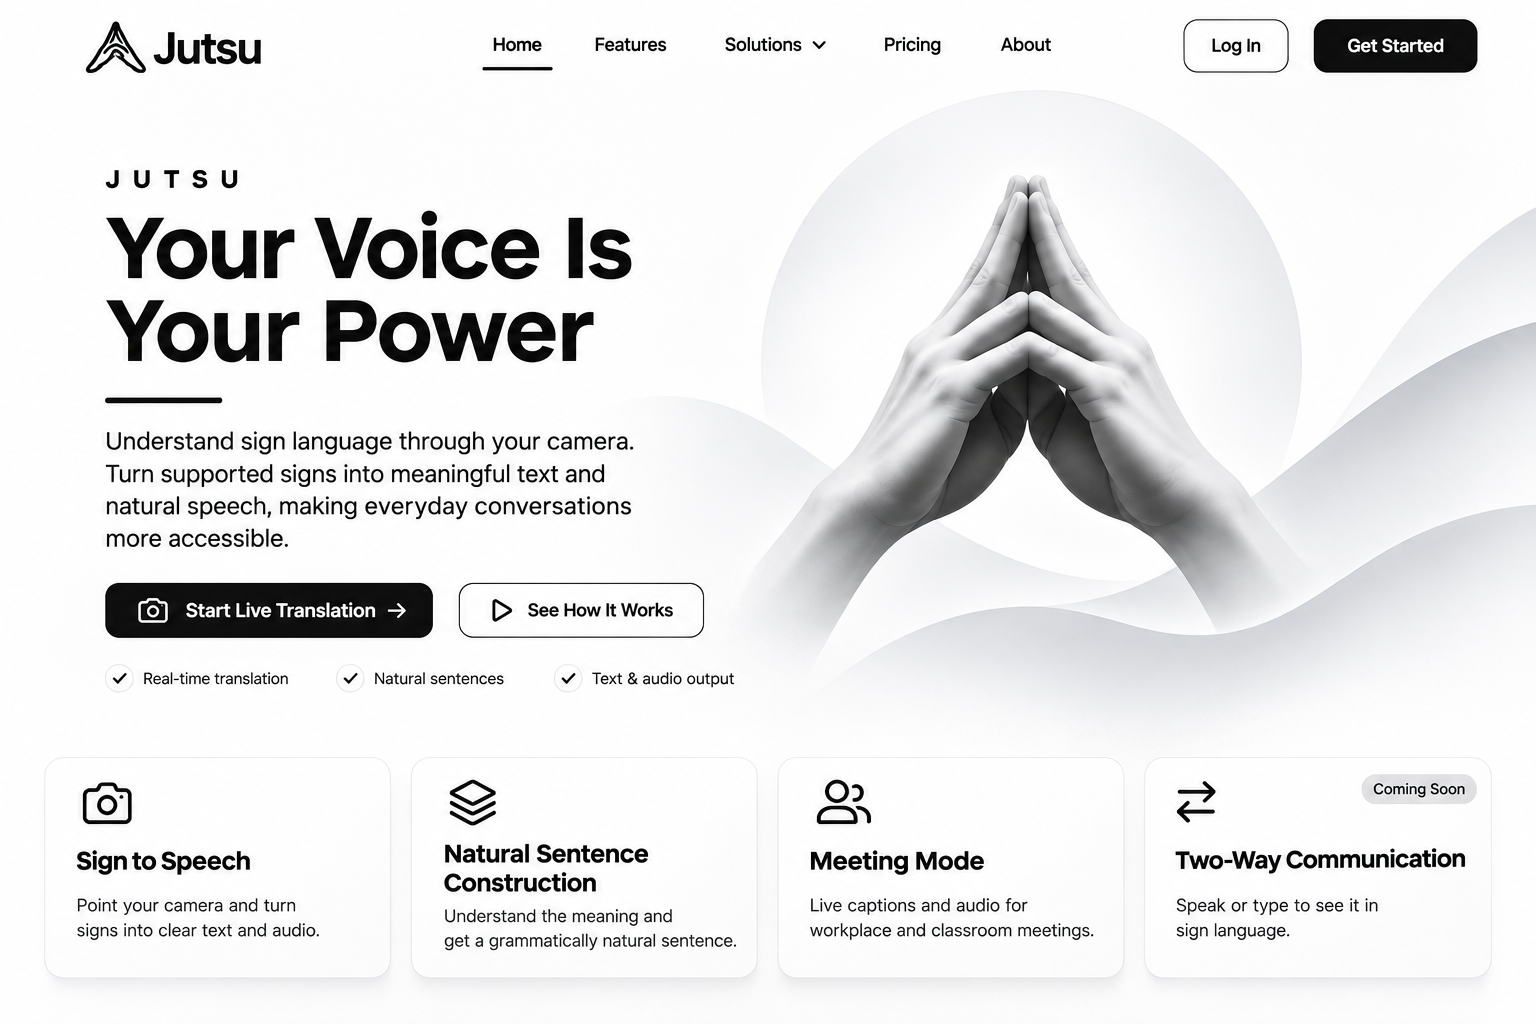 Jutsu
Home
Features
Solutions
Pricing
About
Log In
Get Started
JUTSU
Your Voice Is
Your Power
Understand sign language through your camera.
Turn supported signs into meaningful text and
natural speech, making everyday conversations
more accessible.
Start Live Translation
See How It Works
Real-time translation
Natural sentences
Text & audio output
Sign to Speech
Point your camera and turn
signs into clear text and audio.
Natural Sentence
Construction
Understand the meaning and
get a grammatically natural sentence.
Meeting Mode
Live captions and audio for
workplace and classroom meetings.
Coming Soon
Two-Way Communication
Speak or type to see it in
sign language.